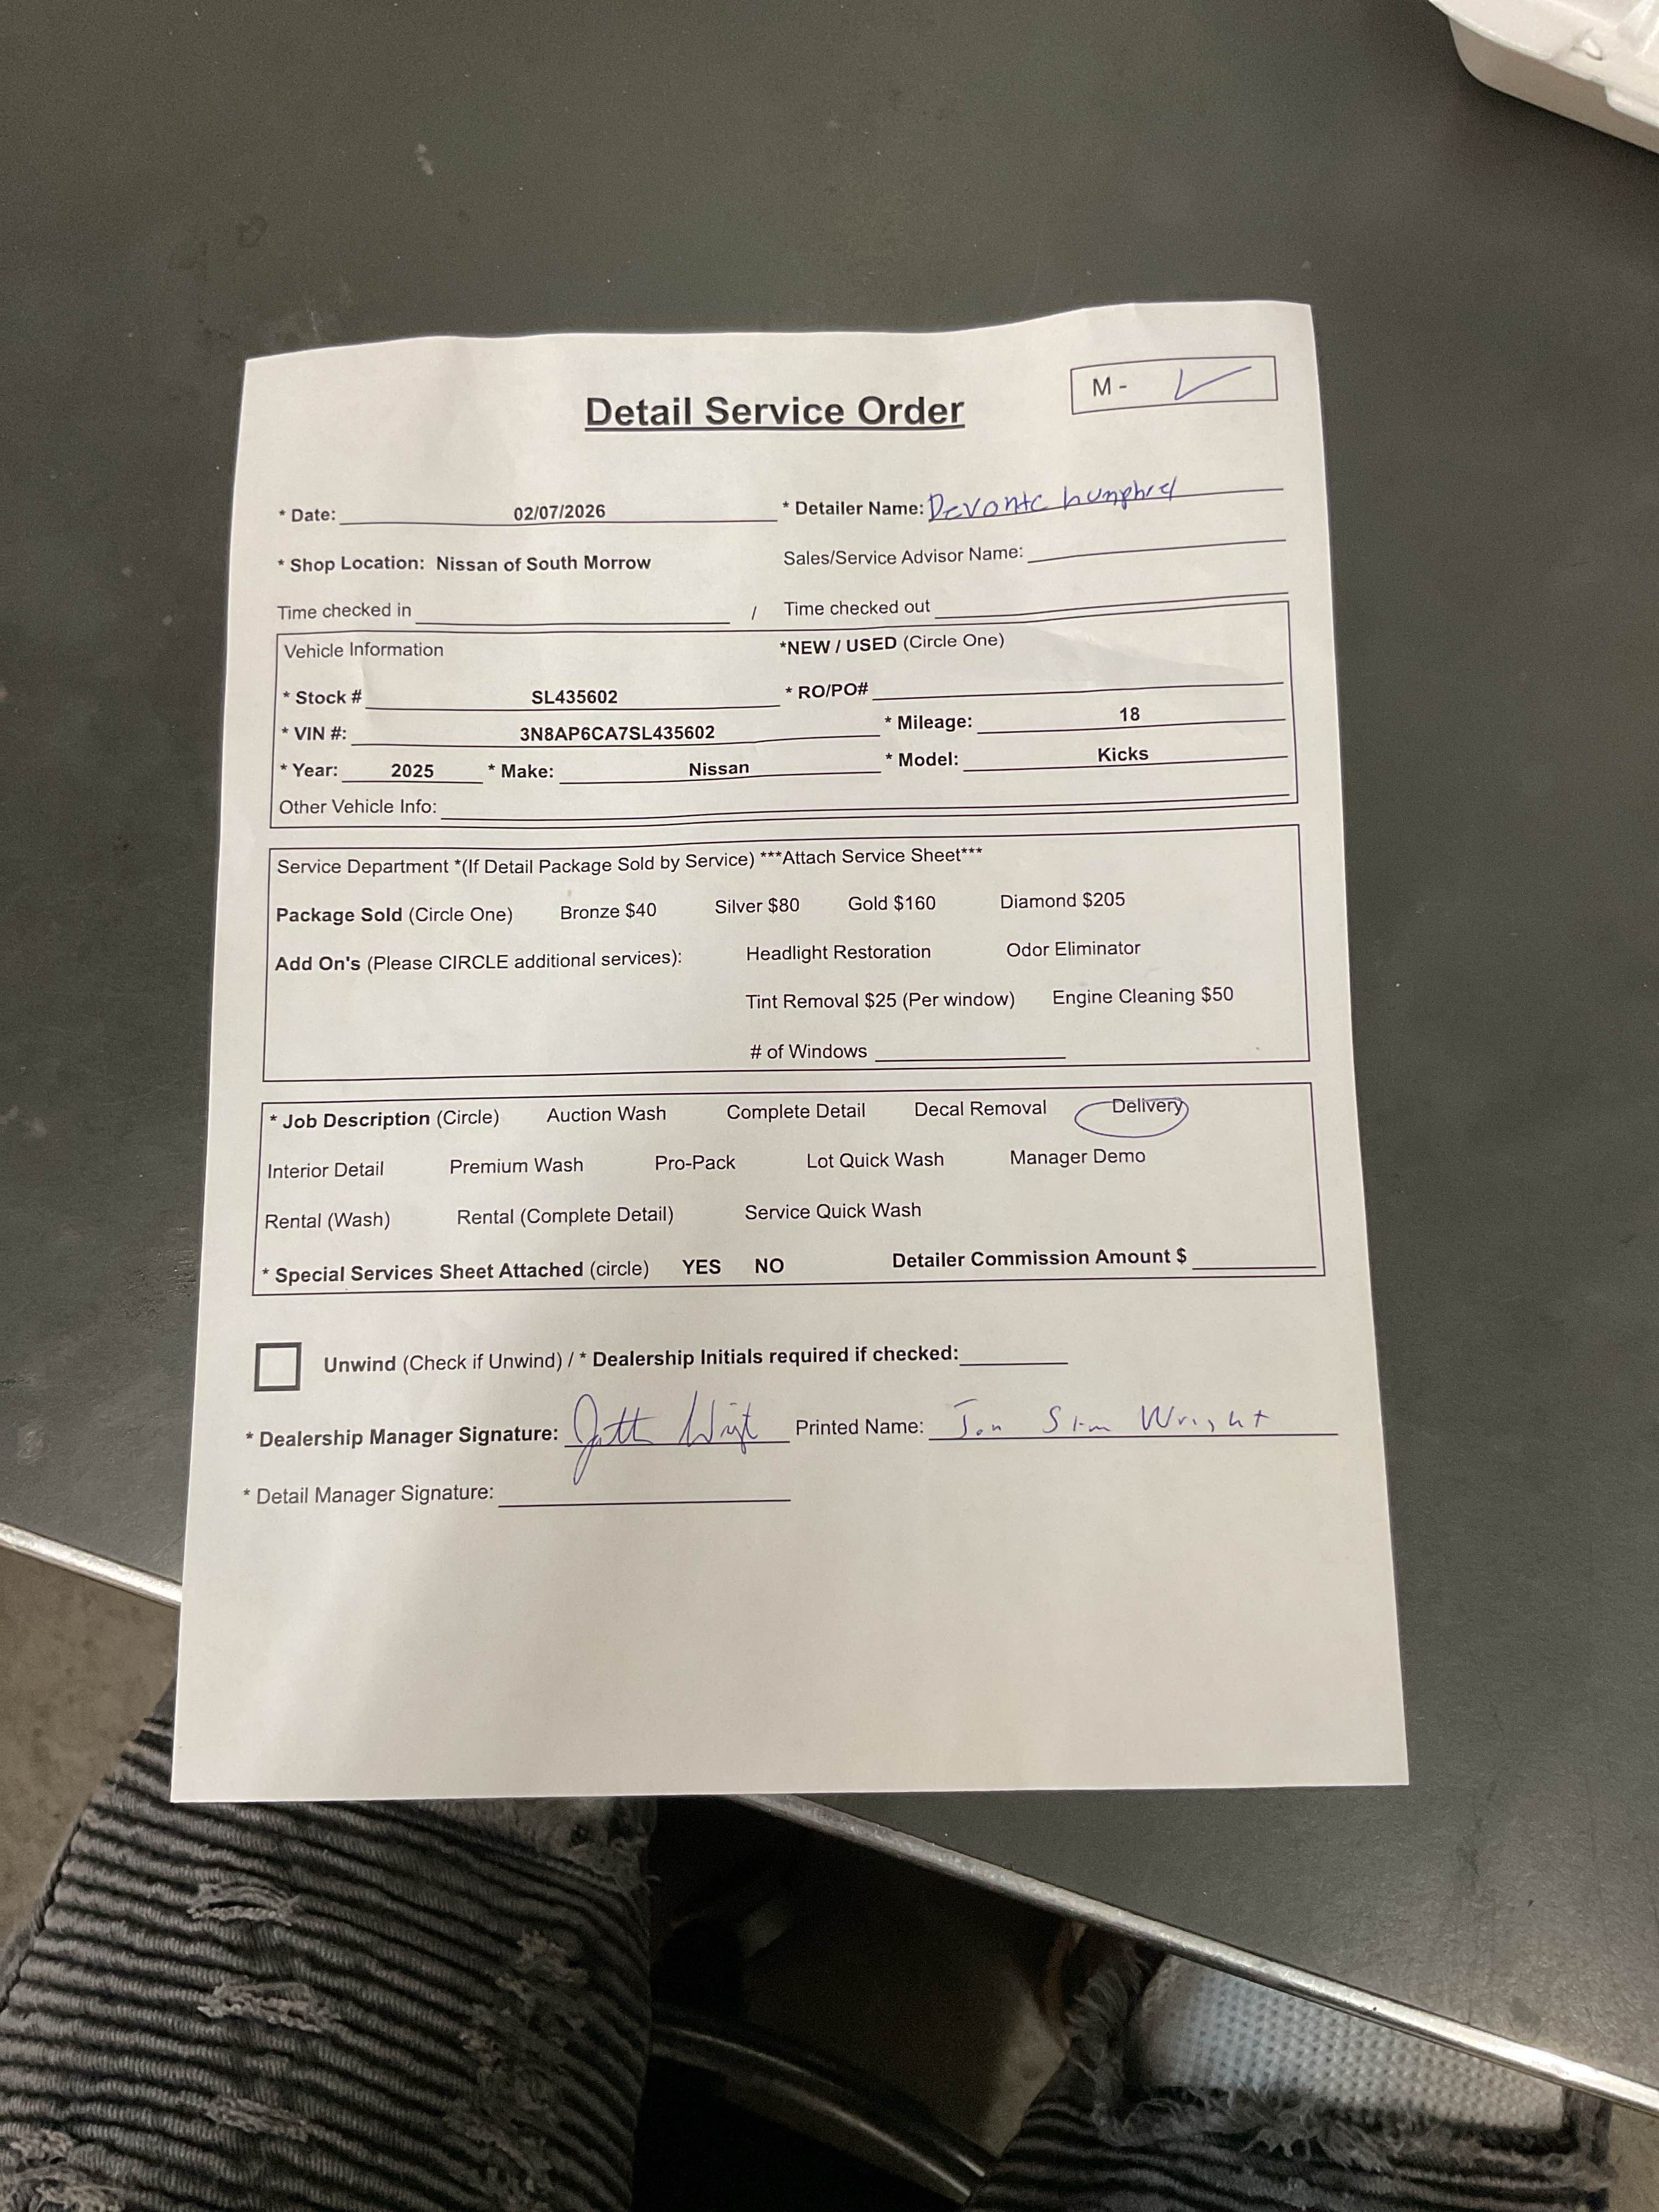 M - ✓
Detail Service Order
* Date: 02/07/2026 * Detailer Name: Devonte humphrey
* Shop Location: Nissan of South Morrow Sales/Service Advisor Name:
Time checked in / Time checked out
Vehicle Information *NEW / USED (Circle One)
* Stock # SL435602 * RO/PO#
* VIN #: 3N8AP6CA7SL435602 * Mileage: 18
* Year: 2025 * Make: Nissan * Model: Kicks
Other Vehicle Info:
Service Department *(If Detail Package Sold by Service) ***Attach Service Sheet***
Package Sold (Circle One) Bronze $40 Silver $80 Gold $160 Diamond $205
Add On's (Please CIRCLE additional services): Headlight Restoration Odor Eliminator
Tint Removal $25 (Per window) Engine Cleaning $50
# of Windows
* Job Description (Circle) Auction Wash Complete Detail Decal Removal Delivery
Interior Detail Premium Wash Pro-Pack Lot Quick Wash Manager Demo
Rental (Wash) Rental (Complete Detail) Service Quick Wash
* Special Services Sheet Attached (circle) YES NO Detailer Commission Amount $
Unwind (Check if Unwind) / * Dealership Initials required if checked:
* Dealership Manager Signature: Printed Name: Jon Wright
* Detail Manager Signature: